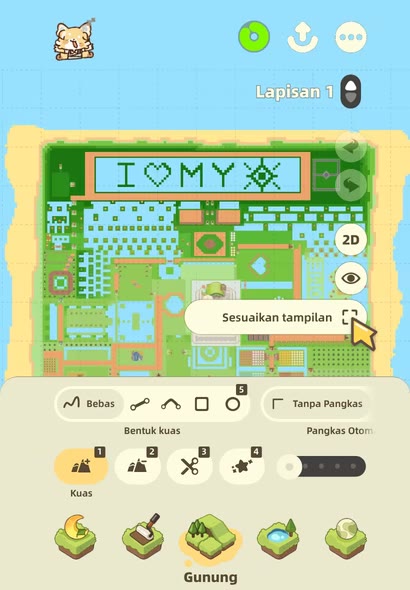 Lapisan 1
I ♡ MY
2D
Sesuaikan tampilan
5
Bebas
Tanpa Pangkas
Bentuk kuas
Pangkas Otom
1
2
3
4
Kuas
Gunung